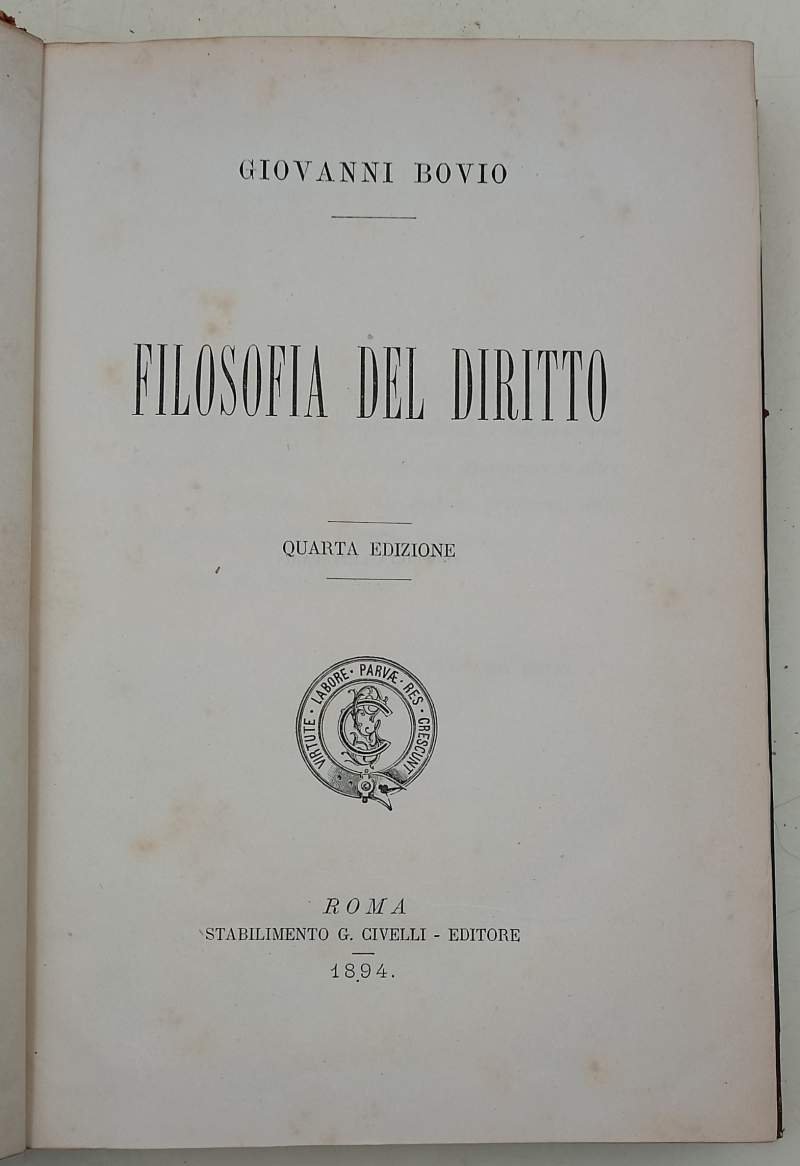 GIOVANNI BOVIO
FILOSOFIA DEL DIRITTO
QUARTA EDIZIONE
VIRTUTE · LABORE · PARVÆ · RES · CRESCUNT
ROMA
STABILIMENTO G. CIVELLI - EDITORE
1894.